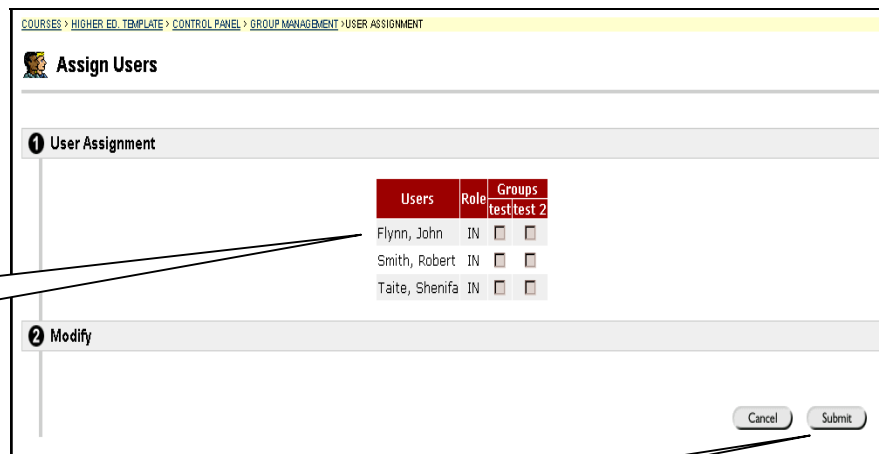 COURSES > HIGHER ED. TEMPLATE > CONTROL PANEL > GROUP MANAGEMENT > USER ASSIGNMENT
Assign Users
1 User Assignment
Users Role Groups
test test 2
Flynn, John IN
Smith, Robert IN
Taite, Shenifa IN
2 Modify
Cancel Submit